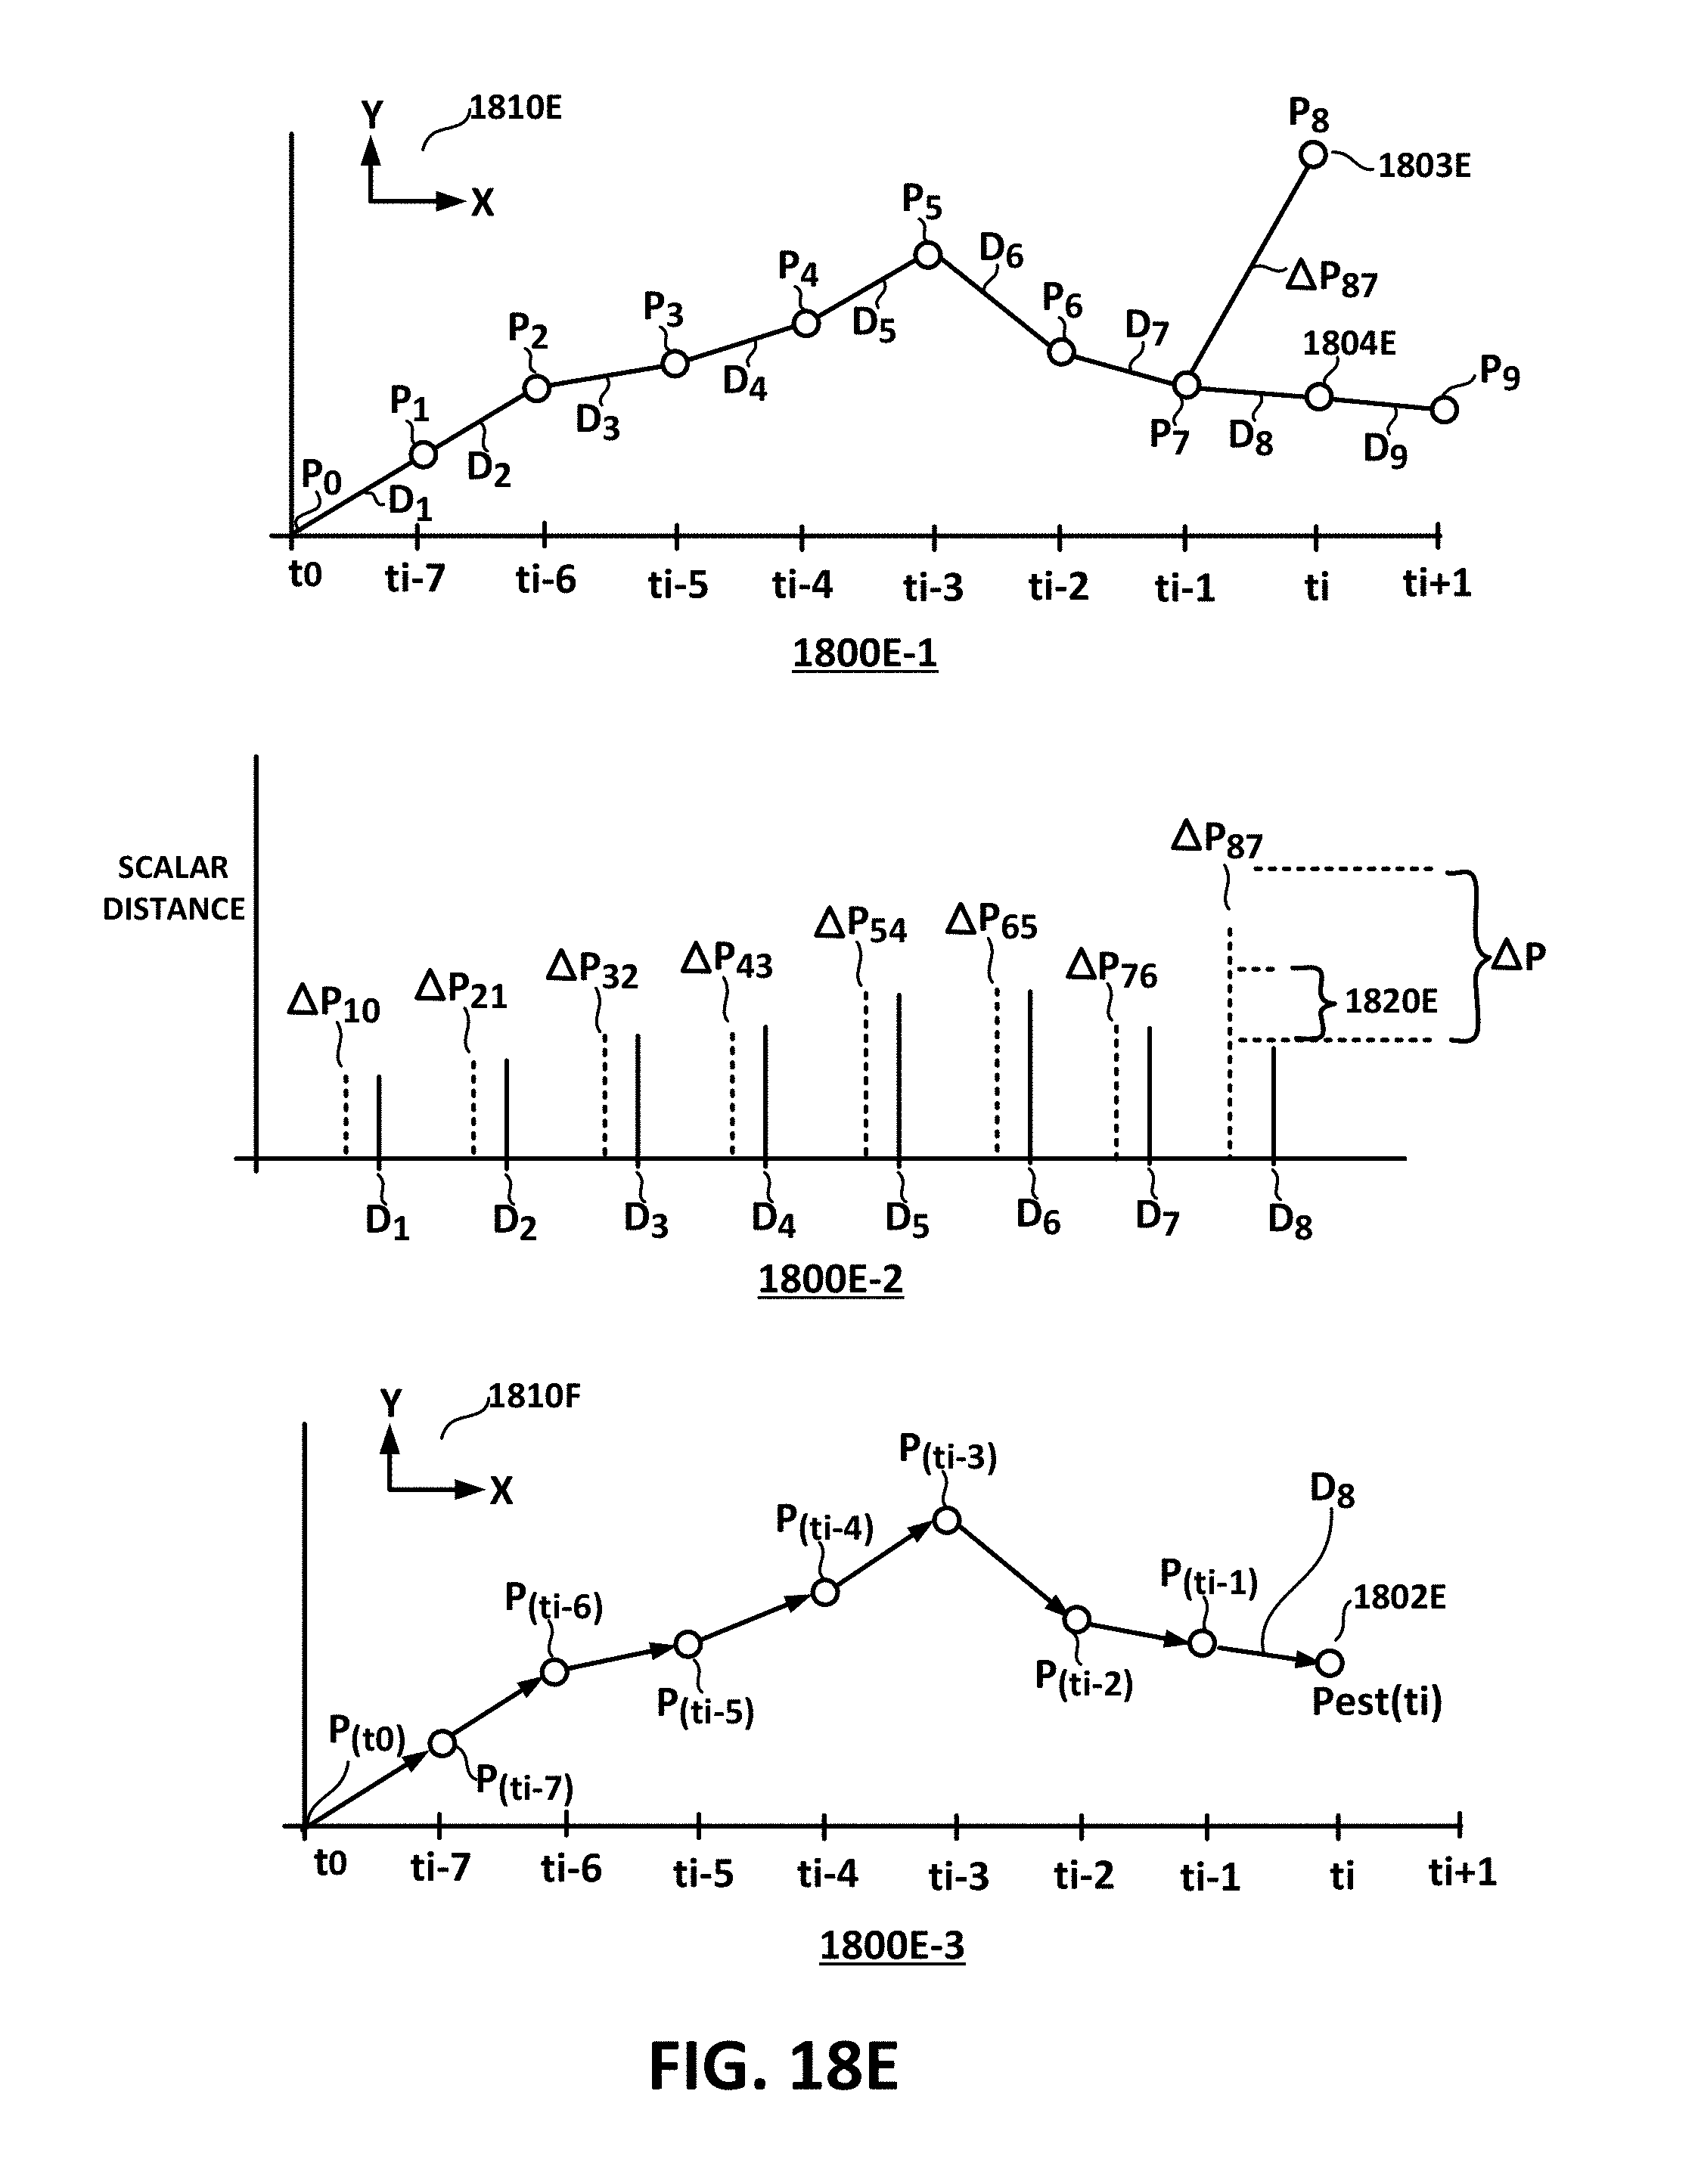 Y
1810E
X
P0
P1
P2
P3
P4
P5
P6
P7
P8
P9
1803E
1804E
ΔP87
D1
D2
D3
D4
D5
D6
D7
D8
D9
t0 ti-7 ti-6 ti-5 ti-4 ti-3 ti-2 ti-1 ti ti+1
1800E-1
SCALAR
DISTANCE
ΔP10
ΔP21
ΔP32
ΔP43
ΔP54
ΔP65
ΔP76
ΔP87
ΔP
1820E
D1 D2 D3 D4 D5 D6 D7 D8
1800E-2
Y
1810F
X
P(t0)
P(ti-7)
P(ti-6)
P(ti-5)
P(ti-4)
P(ti-3)
P(ti-2)
P(ti-1)
D8
1802E
Pest(ti)
t0 ti-7 ti-6 ti-5 ti-4 ti-3 ti-2 ti-1 ti ti+1
1800E-3
FIG. 18E